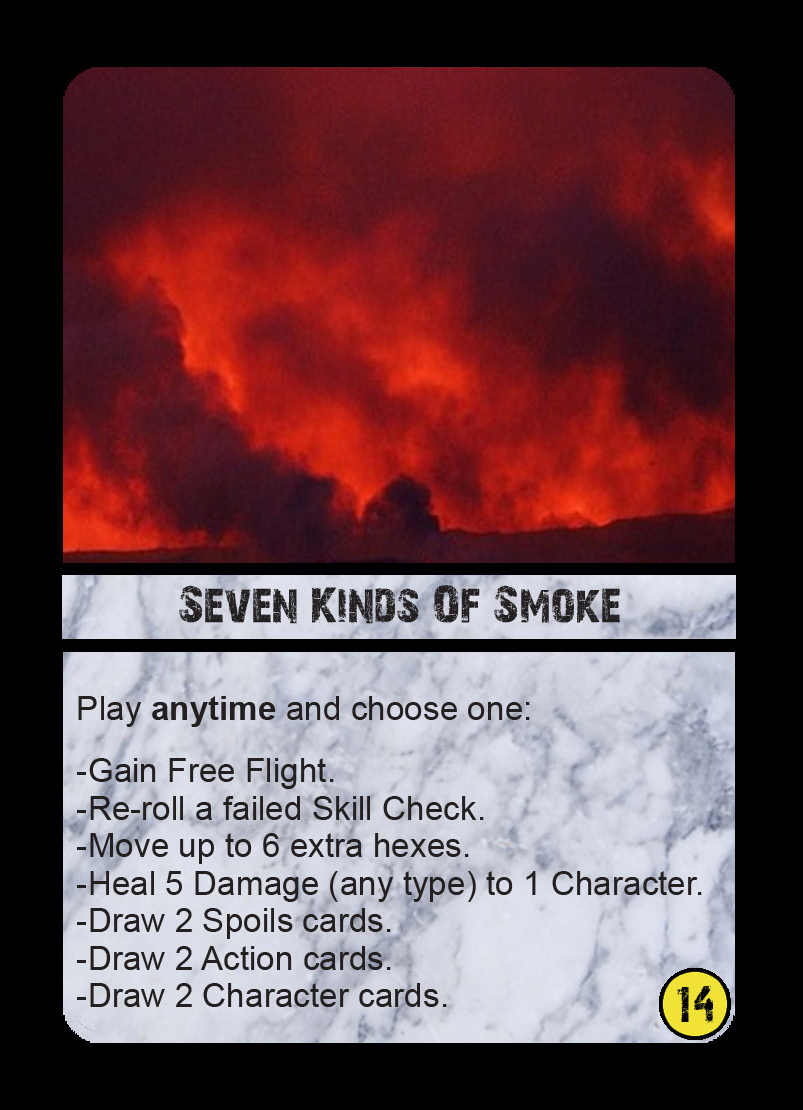 Seven Kinds Of Smoke
Play anytime and choose one:
-Gain Free Flight.
-Re-roll a failed Skill Check.
-Move up to 6 extra hexes.
-Heal 5 Damage (any type) to 1 Character.
-Draw 2 Spoils cards.
-Draw 2 Action cards.
-Draw 2 Character cards.
14